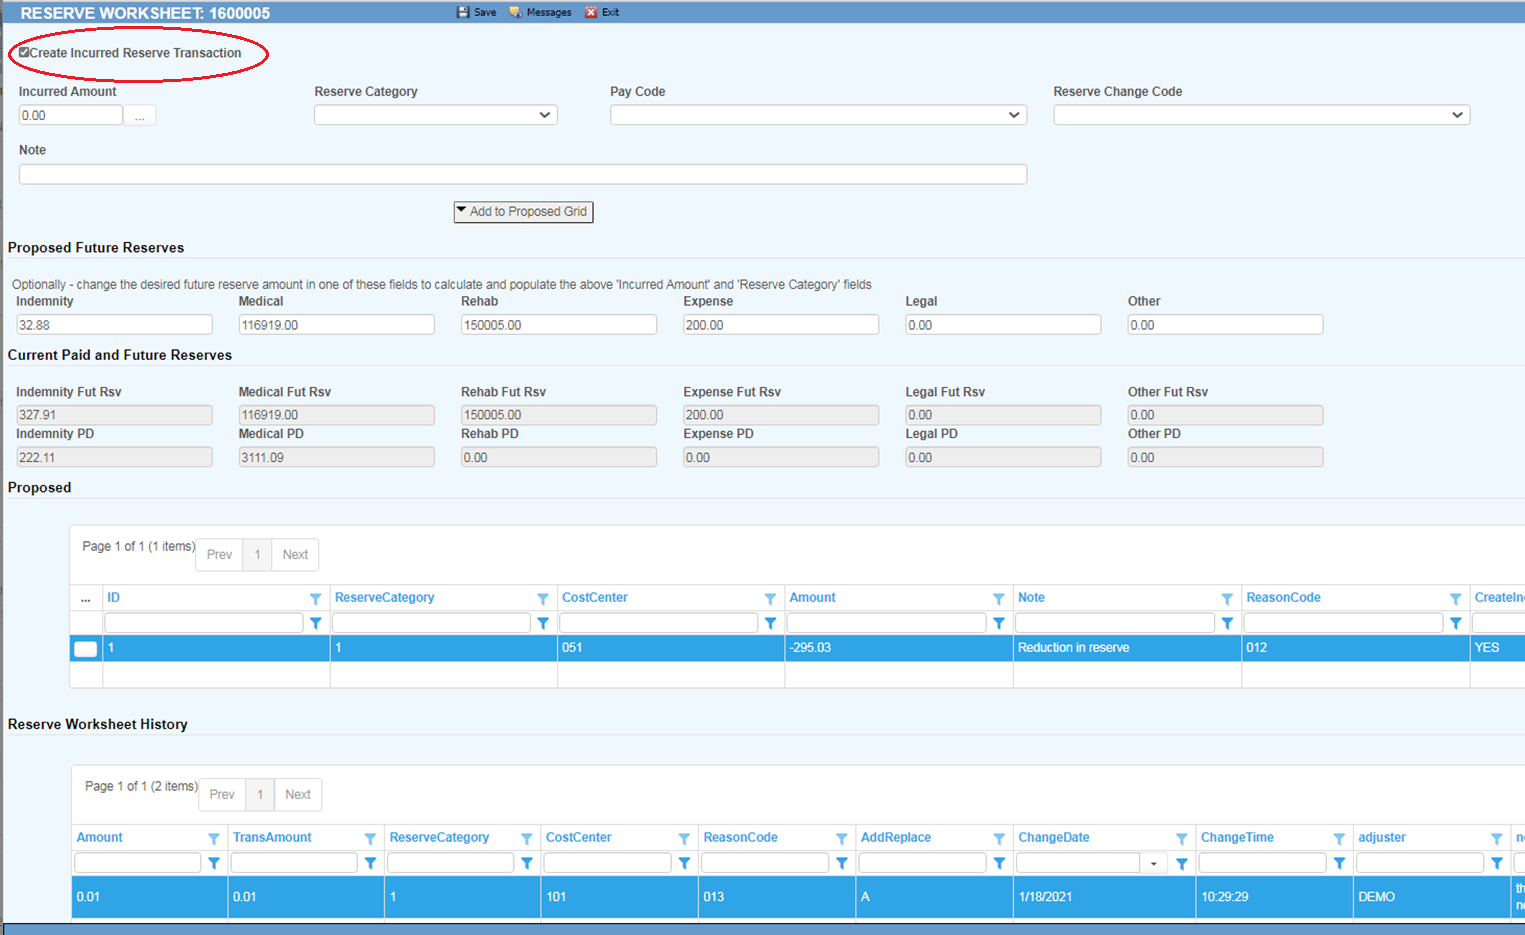 RESERVE WORKSHEET: 1600005 Save Messages Exit
Create Incurred Reserve Transaction
Incurred Amount Reserve Category Pay Code Reserve Change Code
0.00 ...
Note
Add to Proposed Grid
Proposed Future Reserves
Optionally - change the desired future reserve amount in one of these fields to calculate and populate the above 'Incurred Amount' and 'Reserve Category' fields
Indemnity Medical Rehab Expense Legal Other
32.88 116919.00 150005.00 200.00 0.00 0.00
Current Paid and Future Reserves
Indemnity Fut Rsv Medical Fut Rsv Rehab Fut Rsv Expense Fut Rsv Legal Fut Rsv Other Fut Rsv
327.91 116919.00 150005.00 200.00 0.00 0.00
Indemnity PD Medical PD Rehab PD Expense PD Legal PD Other PD
222.11 3111.09 0.00 0.00 0.00 0.00
Proposed
Page 1 of 1 (1 items) Prev 1 Next
... ID ReserveCategory CostCenter Amount Note ReasonCode CreateInc
1 1 051 -295.03 Reduction in reserve 012 YES
Reserve Worksheet History
Page 1 of 1 (2 items) Prev 1 Next
Amount TransAmount ReserveCategory CostCenter ReasonCode AddReplace ChangeDate ChangeTime adjuster
0.01 0.01 1 101 013 A 1/18/2021 10:29:29 DEMO